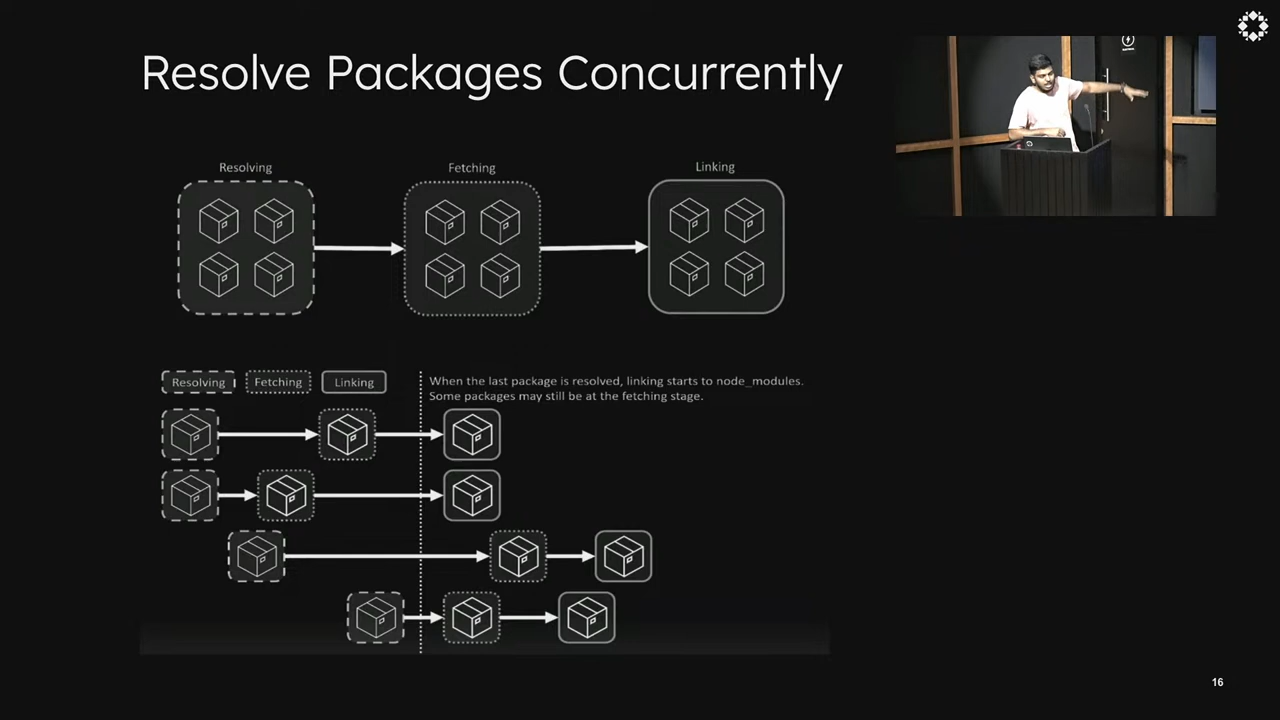 Resolve Packages Concurrently
Resolving
Fetching
Linking
Resolving
Fetching
Linking
When the last package is resolved, linking starts to node_modules.
Some packages may still be at the fetching stage.
16